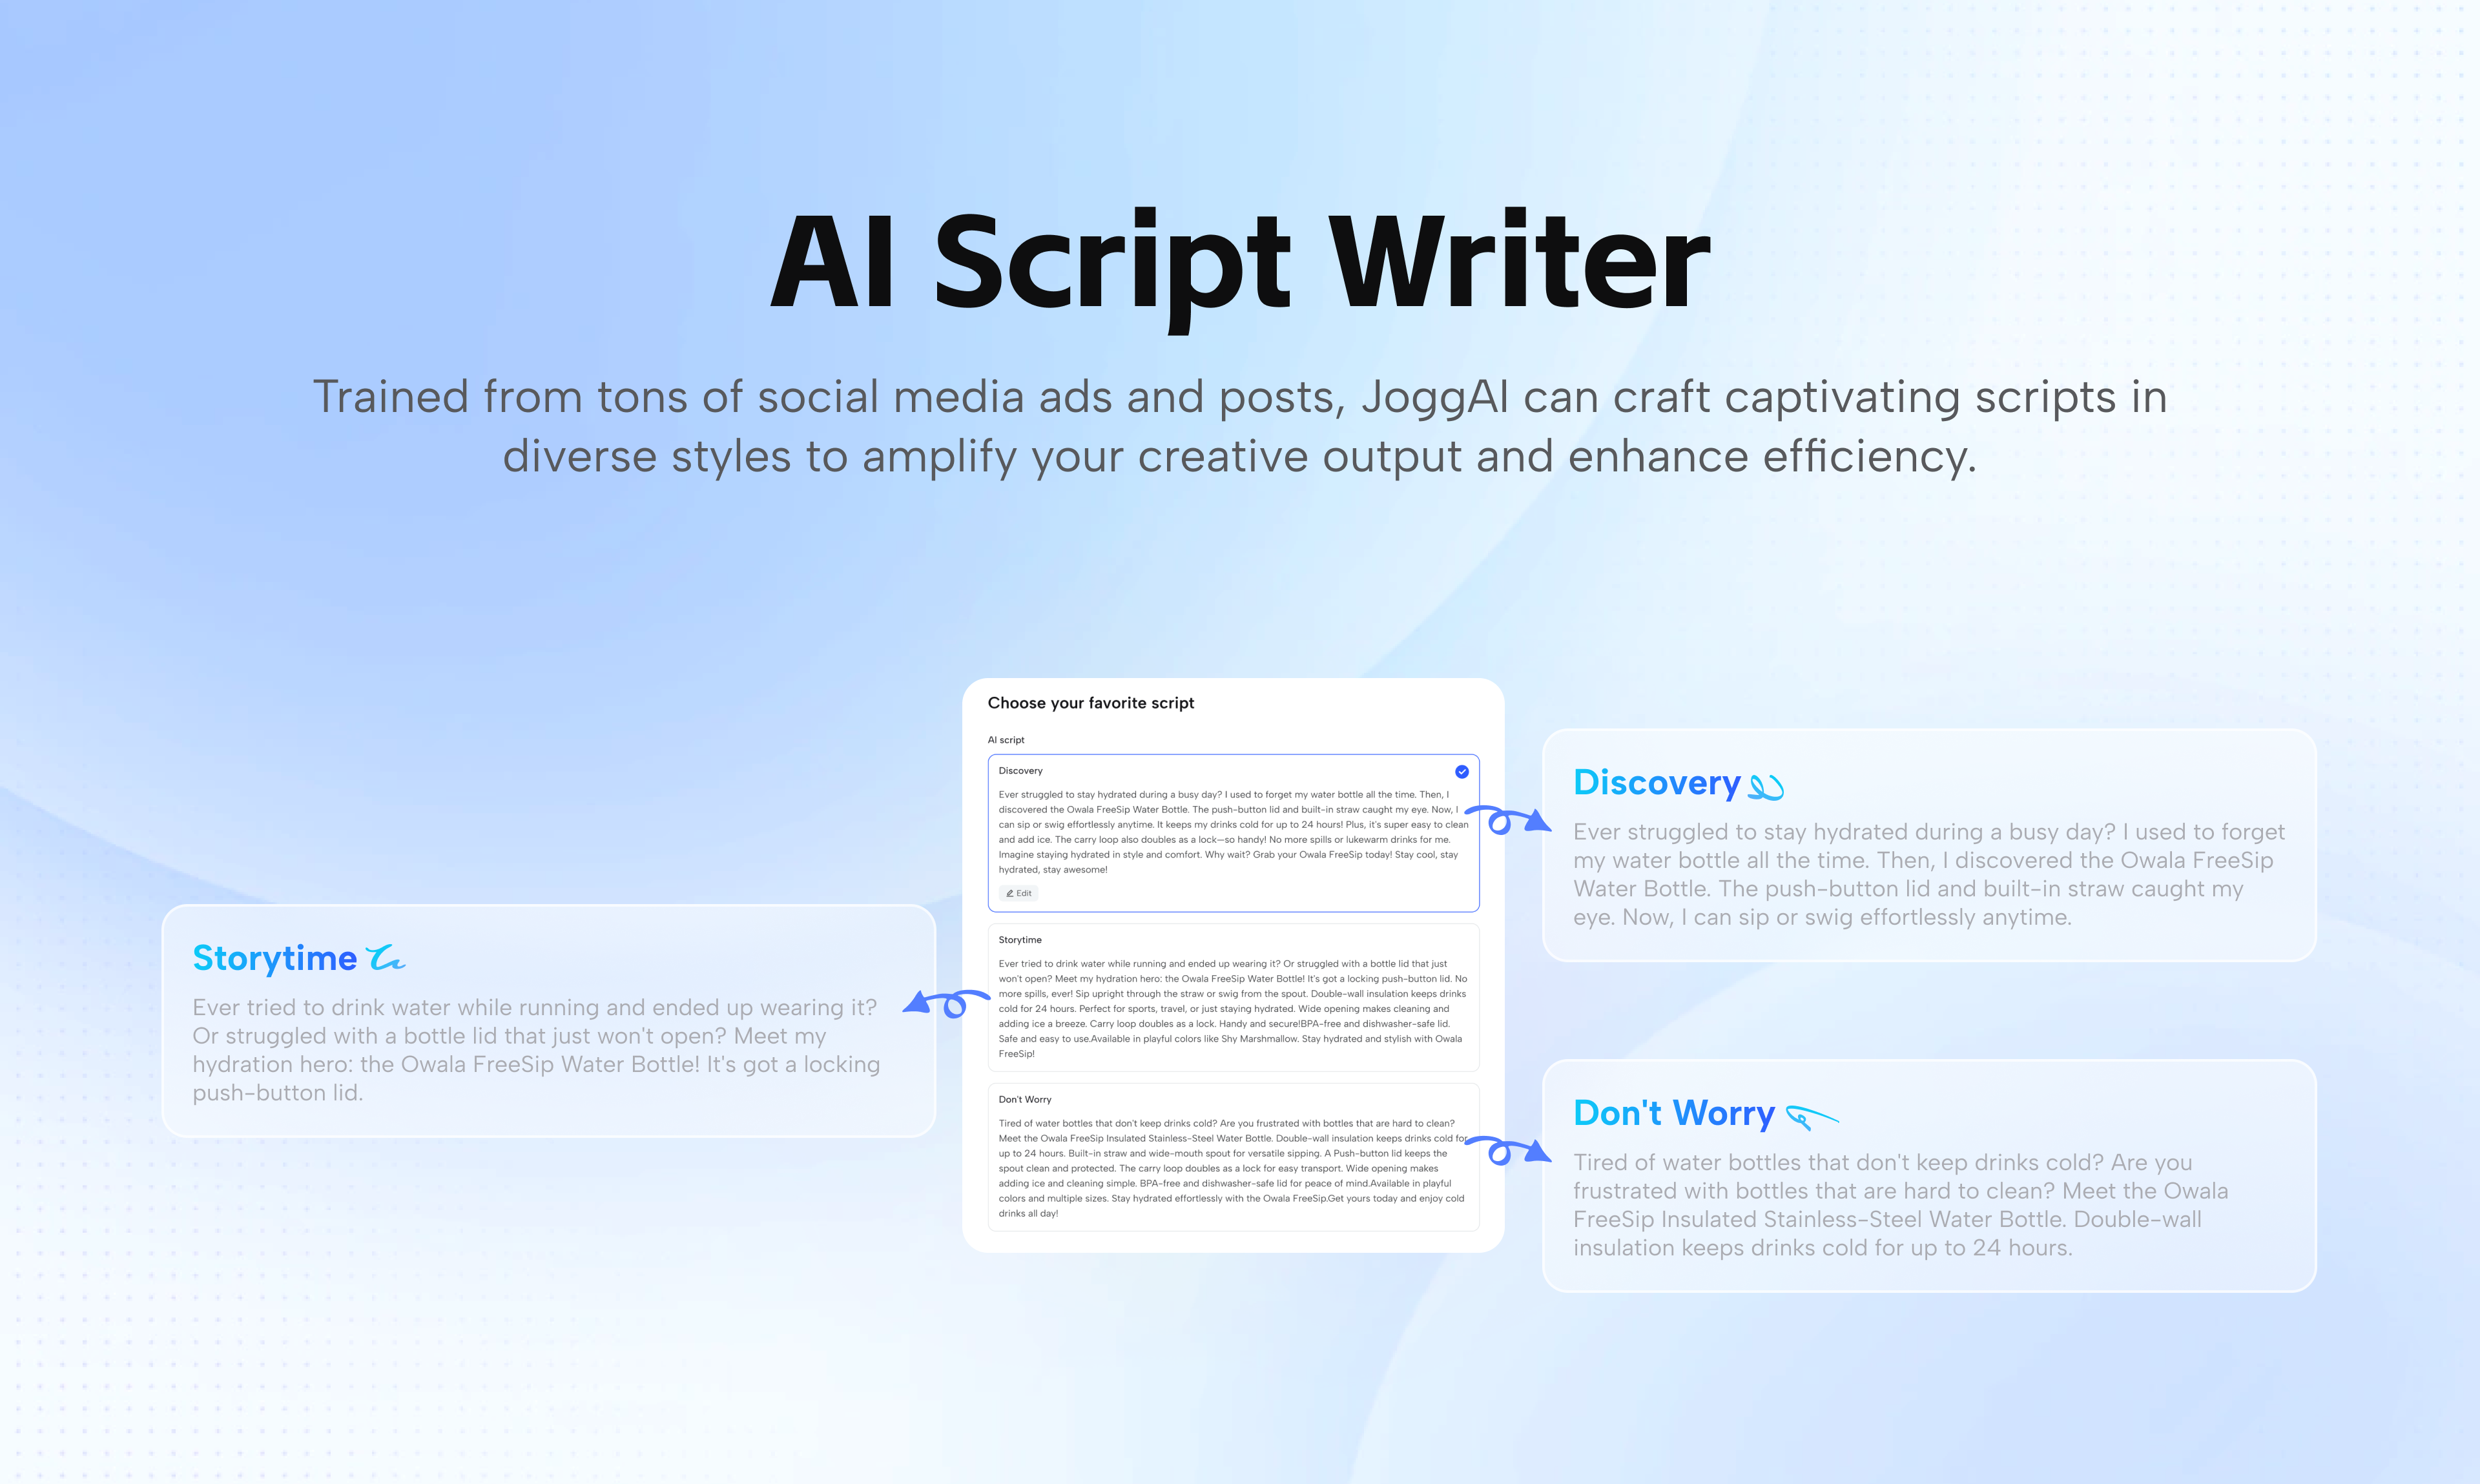 AI Script Writer
Trained from tons of social media ads and posts, JoggAI can craft captivating scripts in
diverse styles to amplify your creative output and enhance efficiency.
Choose your favorite script
AI script
Discovery
Ever struggled to stay hydrated during a busy day? I used to forget my water bottle all the time. Then, I
discovered the Owala FreeSip Water Bottle. The push-button lid and built-in straw caught my eye. Now, I
can sip or swig effortlessly anytime. It keeps my drinks cold for up to 24 hours! Plus, it's super easy to clean
and add ice. The carry loop also doubles as a lock—so handy! No more spills or lukewarm drinks for me.
Imagine staying hydrated in style and comfort. Why wait? Grab your Owala FreeSip today! Stay cool, stay
hydrated, stay awesome!
Edit
Storytime
Ever tried to drink water while running and ended up wearing it? Or struggled with a bottle lid that just
won't open? Meet my hydration hero: the Owala FreeSip Water Bottle! It's got a locking push-button lid. No
more spills, ever! Sip upright through the straw or swig from the spout. Double-wall insulation keeps drinks
cold for 24 hours. Perfect for sports, travel, or just staying hydrated. Wide opening makes cleaning and
adding ice a breeze. Carry loop doubles as a lock. Handy and secure!BPA-free and dishwasher-safe lid.
Safe and easy to use.Available in playful colors like Shy Marshmallow. Stay hydrated and stylish with Owala
FreeSip!
Don't Worry
Tired of water bottles that don't keep drinks cold? Are you frustrated with bottles that are hard to clean?
Meet the Owala FreeSip Insulated Stainless-Steel Water Bottle. Double-wall insulation keeps drinks cold for
up to 24 hours. Built-in straw and wide-mouth spout for versatile sipping. A Push-button lid keeps the
spout clean and protected. The carry loop doubles as a lock for easy transport. Wide opening makes
adding ice and cleaning simple. BPA-free and dishwasher-safe lid for peace of mind.Available in playful
colors and multiple sizes. Stay hydrated effortlessly with the Owala FreeSip.Get yours today and enjoy cold
drinks all day!
Storytime
Ever tried to drink water while running and ended up wearing it?
Or struggled with a bottle lid that just won't open? Meet my
hydration hero: the Owala FreeSip Water Bottle! It's got a locking
push-button lid.
Discovery
Ever struggled to stay hydrated during a busy day? I used to forget
my water bottle all the time. Then, I discovered the Owala FreeSip
Water Bottle. The push-button lid and built-in straw caught my
eye. Now, I can sip or swig effortlessly anytime.
Don't Worry
Tired of water bottles that don't keep drinks cold? Are you
frustrated with bottles that are hard to clean? Meet the Owala
FreeSip Insulated Stainless-Steel Water Bottle. Double-wall
insulation keeps drinks cold for up to 24 hours.